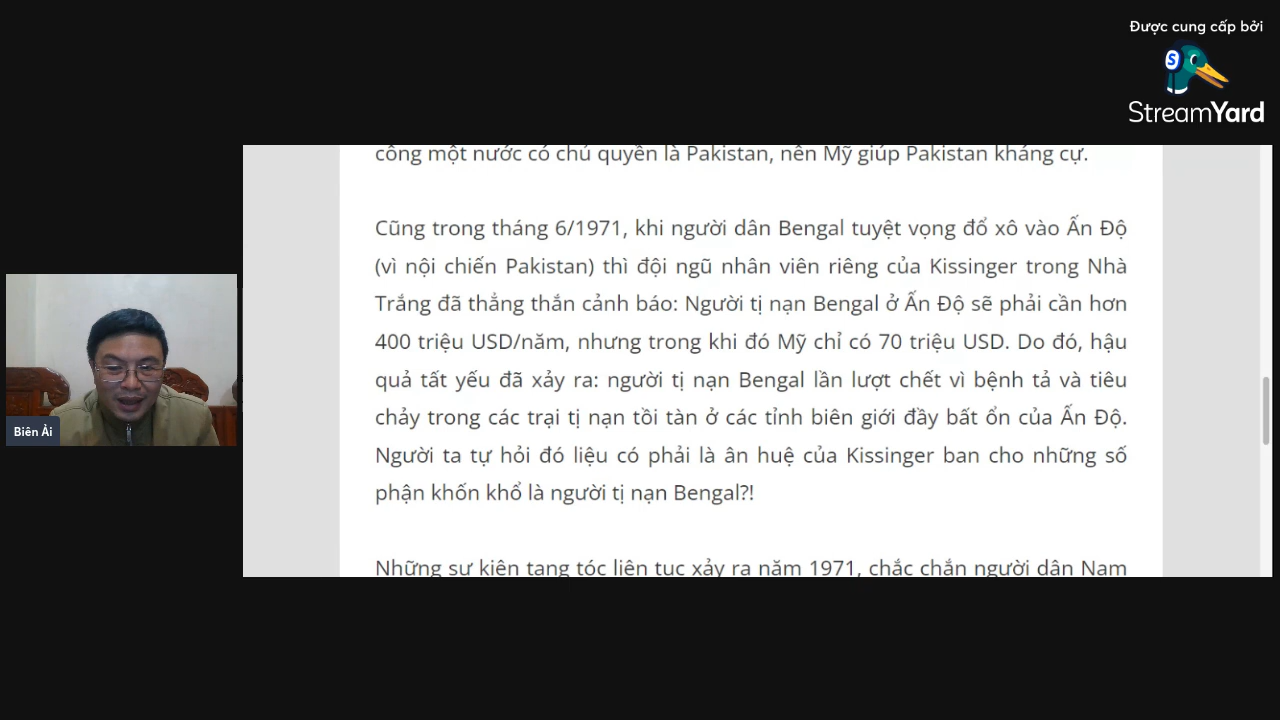 Được cung cấp bởi
StreamYard
công một nước có chủ quyền là Pakistan, nên Mỹ giúp Pakistan kháng cự.
Cũng trong tháng 6/1971, khi người dân Bengal tuyệt vọng đổ xô vào Ấn Độ
(vì nội chiến Pakistan) thì đội ngũ nhân viên riêng của Kissinger trong Nhà
Trắng đã thẳng thắn cảnh báo: Người tị nạn Bengal ở Ấn Độ sẽ phải cần hơn
400 triệu USD/năm, nhưng trong khi đó Mỹ chỉ có 70 triệu USD. Do đó, hậu
quả tất yếu đã xảy ra: người tị nạn Bengal lần lượt chết vì bệnh tả và tiêu
chảy trong các trại tị nạn tồi tàn ở các tỉnh biên giới đầy bất ổn của Ấn Độ.
Người ta tự hỏi đó liệu có phải là ân huệ của Kissinger ban cho những số
phận khốn khổ là người tị nạn Bengal?!
Những sự kiện tang tóc liên tục xảy ra năm 1971, chắc chắn người dân Nam
Biên Ải